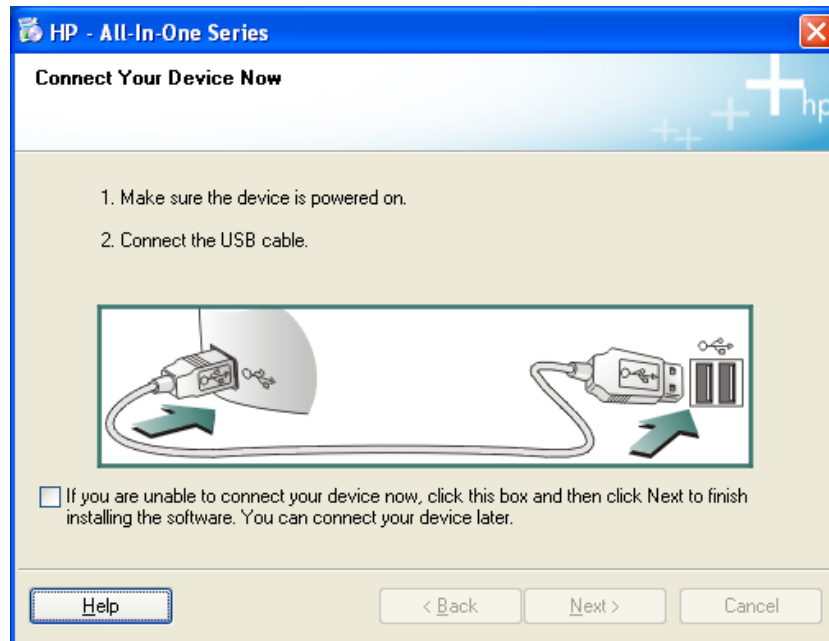 HP - All-In-One Series
Connect Your Device Now
hp
1. Make sure the device is powered on.
2. Connect the USB cable.
If you are unable to connect your device now, click this box and then click Next to finish
installing the software. You can connect your device later.
Help
< Back
Next >
Cancel